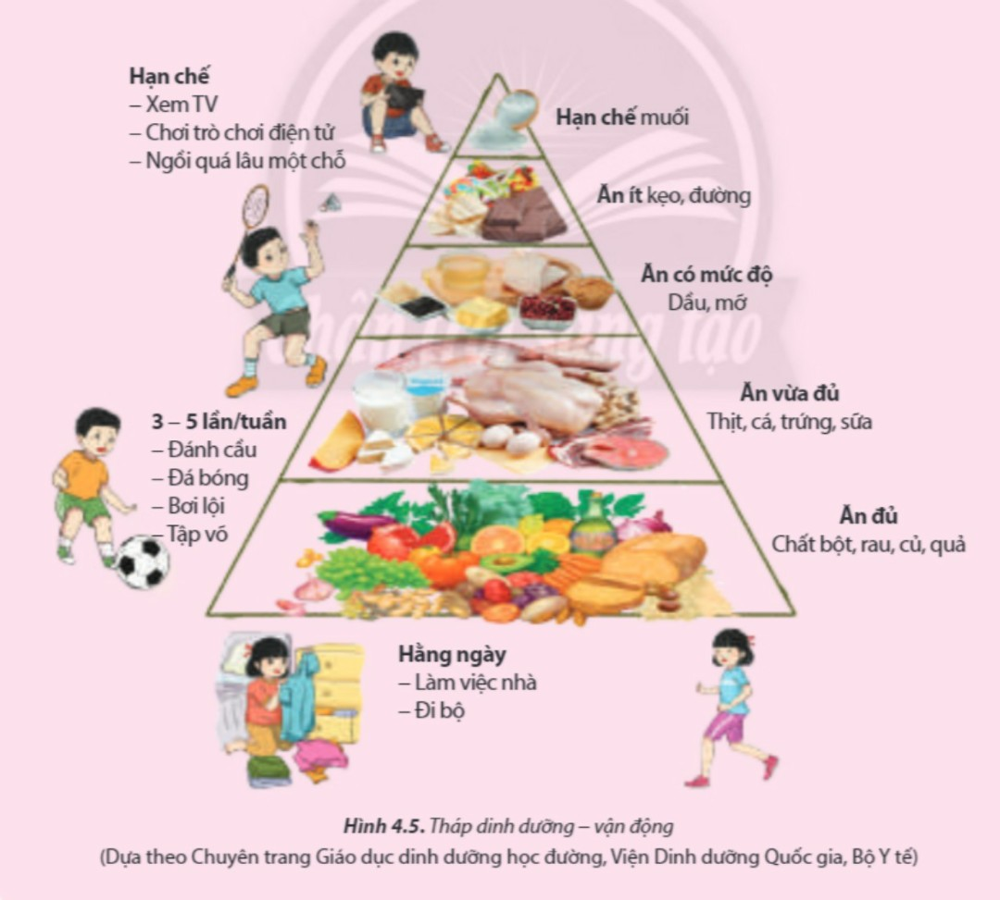 Hạn chế
– Xem TV
– Chơi trò chơi điện tử
– Ngồi quá lâu một chỗ
Hạn chế muối
Ăn ít kẹo, đường
Ăn có mức độ
Dầu, mỡ
Ăn vừa đủ
Thịt, cá, trứng, sữa
3 – 5 lần/tuần
– Đánh cầu
– Đá bóng
– Bơi lội
– Tập võ
Ăn đủ
Chất bột, rau, củ, quả
Hằng ngày
– Làm việc nhà
– Đi bộ
Hình 4.5. Tháp dinh dưỡng – vận động
(Dựa theo Chuyên trang Giáo dục dinh dưỡng học đường, Viện Dinh dưỡng Quốc gia, Bộ Y tế)